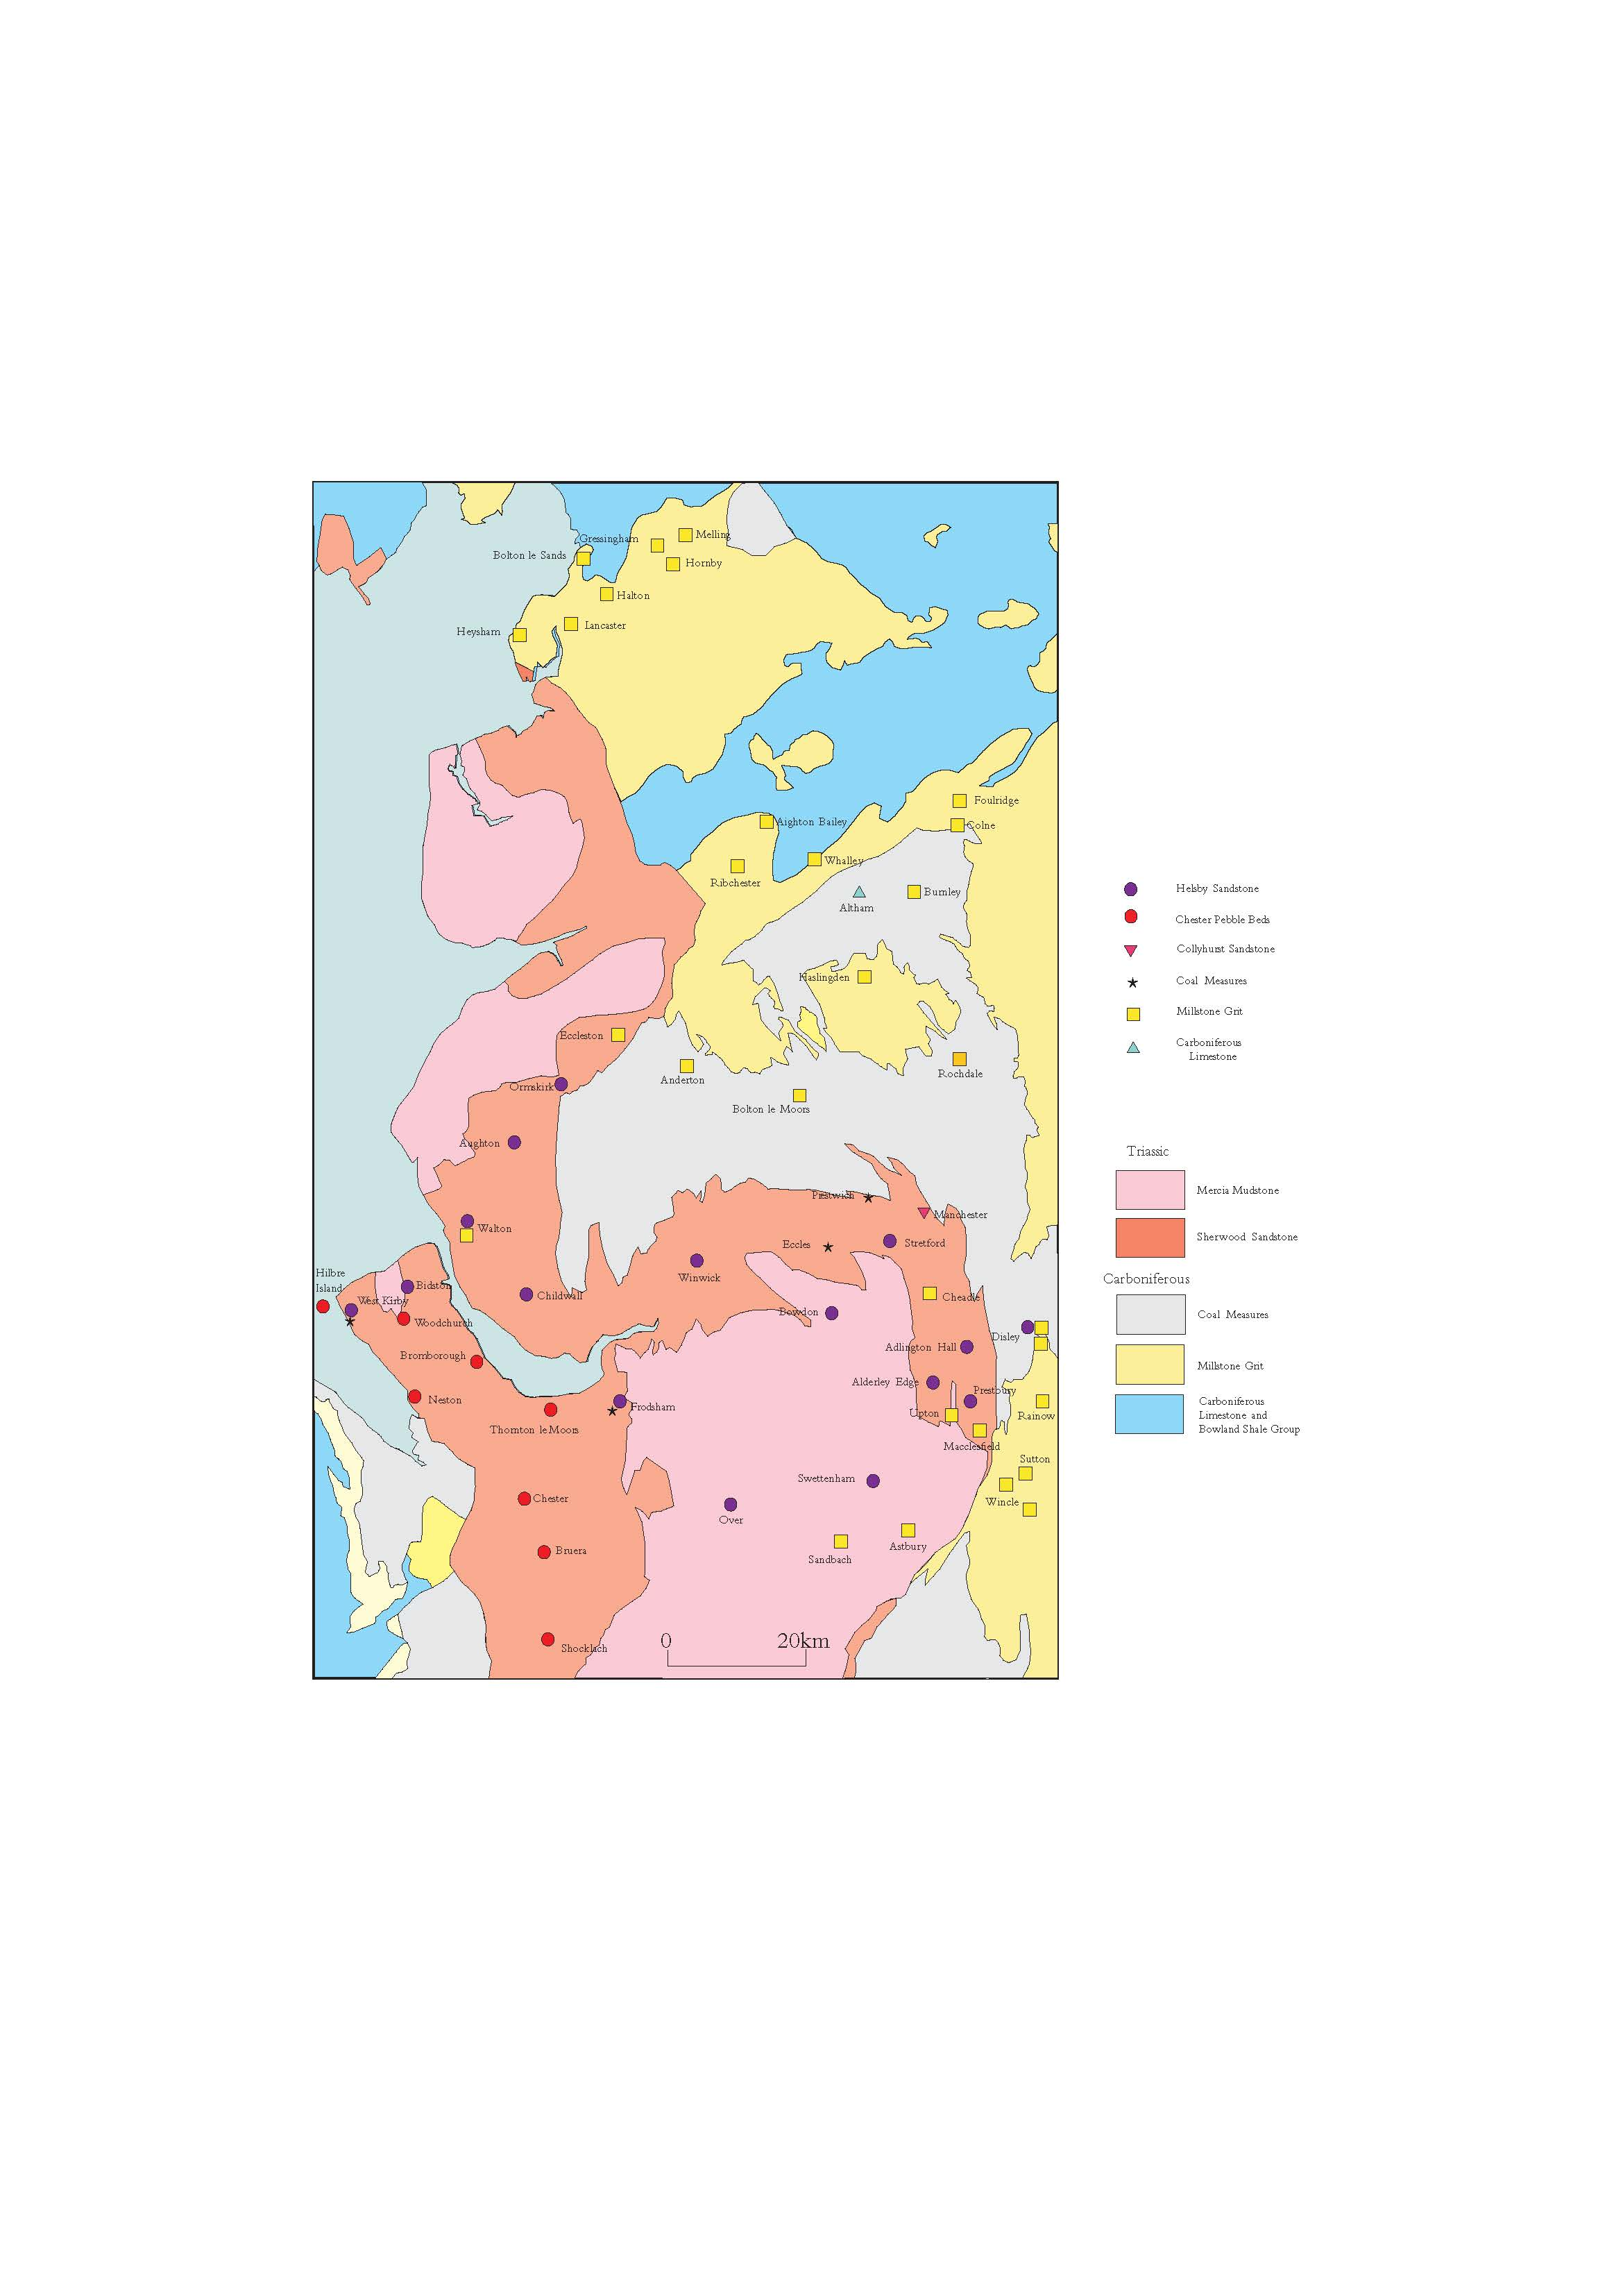 Gressingham
Melling
Bolton le Sands
Hornby
Halton
Lancaster
Heysham
Foulridge
Aighton Bailey
Colne
Whalley
Ribchester
Burnley
Altham
Haslingden
Eccleston
Rochdale
Anderton
Ormskirk
Bolton le Moors
Aughton
Prestwich
Manchester
Walton
Eccles
Stretford
Winwick
Hilbre
Island
Bidston
Childwall
Cheadle
West Kirby
Bowdon
Woodchurch
Disley
Adlington Hall
Bromborough
Alderley Edge
Prestbury
Neston
Frodsham
Upton
Rainow
Thornton le Moors
Macclesfield
Sutton
Swettenham
Chester
Wincle
Over
Astbury
Bruera
Sandbach
0
20km
Shocklach
Helsby Sandstone
Chester Pebble Beds
Collyhurst Sandstone
Coal Measures
Millstone Grit
Carboniferous
Limestone
Triassic
Mercia Mudstone
Sherwood Sandstone
Carboniferous
Coal Measures
Millstone Grit
Carboniferous
Limestone and
Bowland Shale Group